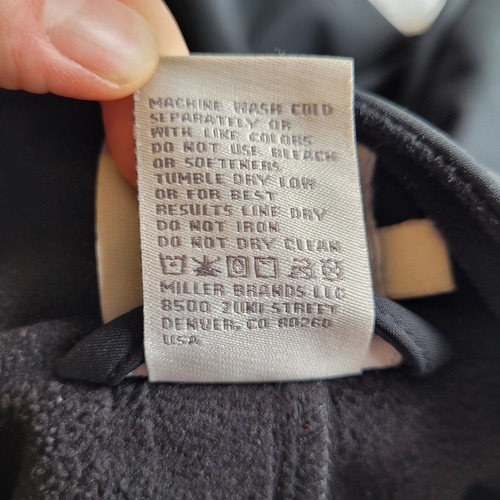 MACHINE WASH COLD
SEPARATELY OR
WITH LIKE COLORS
DO NOT USE BLEACH
OR SOFTENERS
TUMBLE DRY LOW
OR FOR BEST
RESULTS LINE DRY
DO NOT IRON
DO NOT DRY CLEAN
MILLER BRANDS LLC
8500 ZUNI STREET
DENVER, CO 80260
USA